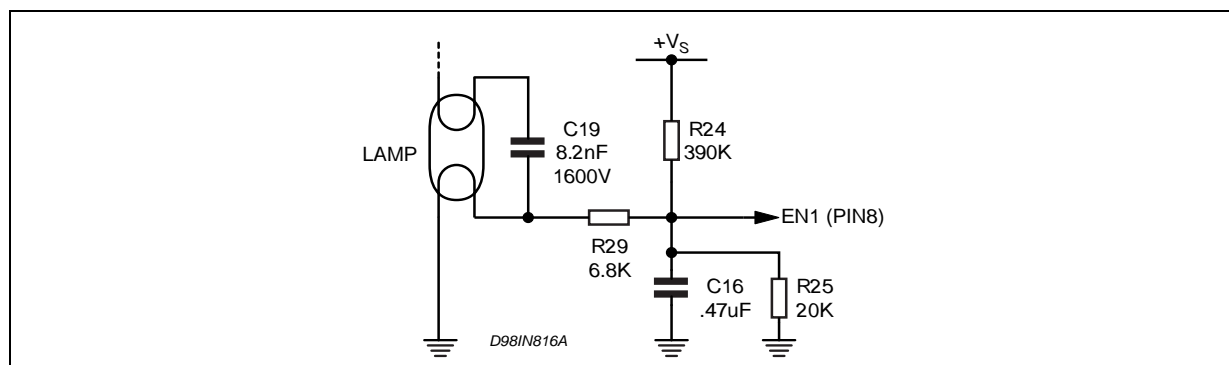 +VS
C19
8.2nF
1600V
R24
390K
LAMP
EN1 (PIN8)
R29
6.8K
C16
.47uF
R25
20K
D98IN816A